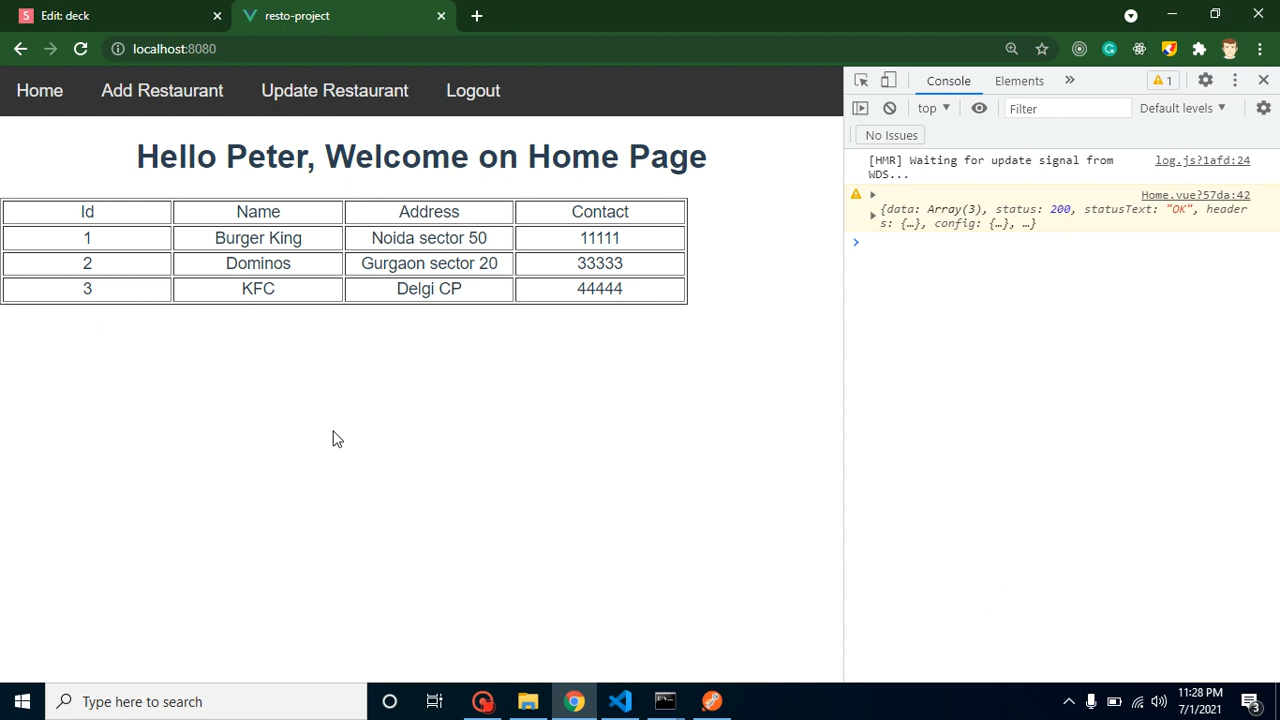 S Edit: deck
resto-project
localhost:8080
Home Add Restaurant Update Restaurant Logout
Hello Peter, Welcome on Home Page
Id Name Address Contact
1 Burger King Noida sector 50 11111
2 Dominos Gurgaon sector 20 33333
3 KFC Delgi CP 44444
Console Elements 1
top Filter Default levels
No Issues
[HMR] Waiting for update signal from log.js?1afd:24
WDS...
Home.vue?57da:42
{data: Array(3), status: 200, statusText: "OK", header
s: {…}, config: {…}, …}
Type here to search
11:28 PM
7/1/2021
3